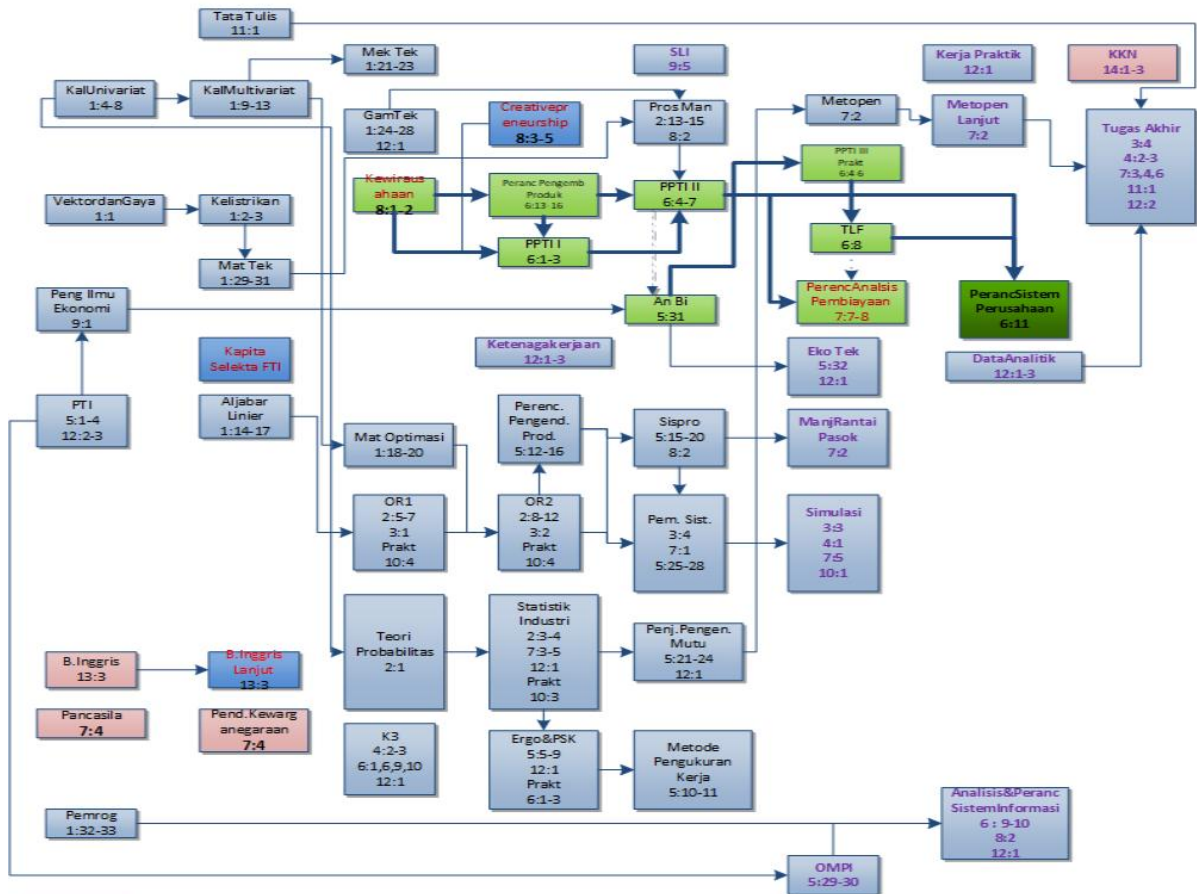 Tata Tulis
11:1
Mek Tek
1:21-23
SLI
9:5
Kerja Praktik
12:1
KKN
14:1-3
KalUnivariat
1:4-8
KalMultivariat
1:9-13
GamTek
1:24-28
12:1
Creativepr
eneurship
8:3-5
Pros Man
2:13-15
8:2
Metopen
7:2
Metopen
Lanjut
7:2
Tugas Akhir
3:4
4:2-3
7:3,4,6
11:1
12:2
Kewiraus
ahaan
8:1-2
Peranc Pengemb
Produk
6:13-16
PPTI II
6:4-7
PPTI III
Prakt
6:4-6
VektordanGaya
1:1
Kelistrikan
1:2-3
PPTI I
6:1-3
TLF
6:8
Mat Tek
1:29-31
Peng Ilmu
Ekonomi
9:1
An Bi
5:31
PerencAnalsis
Pembiayaan
7:7-8
PerancSistem
Perusahaan
6:11
Kapita
Selekta FTI
Ketenagakerjaan
12:1-3
Eko Tek
5:32
12:1
DataAnalitik
12:1-3
PTI
5:1-4
12:2-3
Aljabar
Linier
1:14-17
Mat Optimasi
1:18-20
Perenc.
Pengend.
Prod.
5:12-16
Sispro
5:15-20
8:2
ManjRantai
Pasok
7:2
OR1
2:5-7
3:1
Prakt
10:4
OR2
2:8-12
3:2
Prakt
10:4
Pem. Sist.
3:4
7:1
5:25-28
Simulasi
3:3
4:1
7:5
10:1
Teori
Probabilitas
2:1
Statistik
Industri
2:3-4
7:3-5
12:1
Prakt
10:3
Penj.Pengen.
Mutu
5:21-24
12:1
B.Inggris
13:3
B.Inggris
Lanjut
13:3
Pancasila
7:4
Pend.Kewarg
anegaraan
7:4
K3
4:2-3
6:1,6,9,10
12:1
Ergo&PSK
5:5-9
12:1
Prakt
6:1-3
Metode
Pengukuran
Kerja
5:10-11
Pemrog
1:32-33
Analisis&Peranc
SistemInformasi
6 : 9-10
8:2
12:1
OMPI
5:29-30